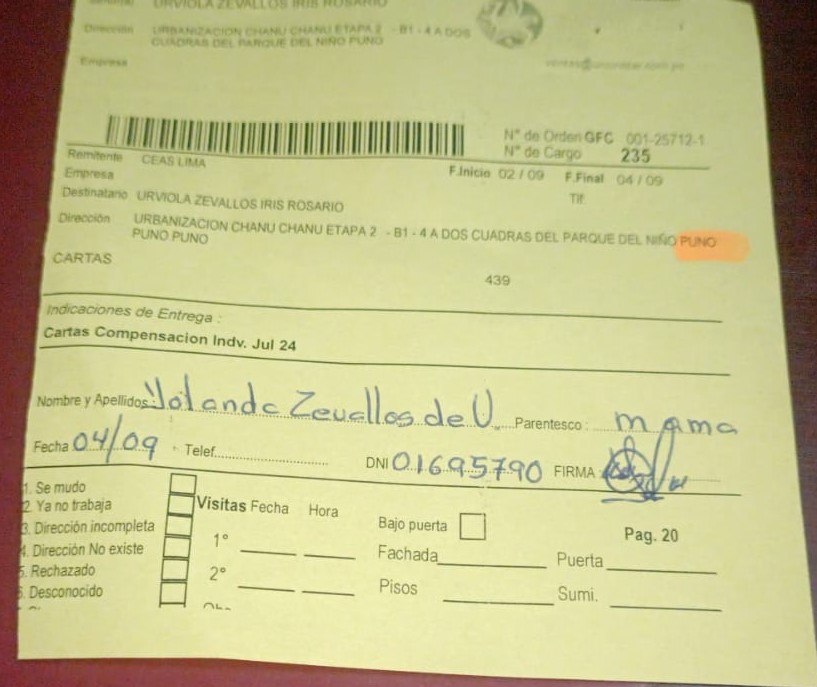 URVIOLA ZEVALLOS IRIS ROSARIO
Dirección URBANIZACION CHANU CHANU ETAPA 2 - B1 - 4 A DOS
CUADRAS DEL PARQUE DEL NIÑO PUNO
Empresa
N° de Orden GFC 001-25712-1
N° de Cargo 235
Remitente CEAS LIMA
Empresa
F.Inicio 02 / 09 F.Final 04 / 09
Destinatario URVIOLA ZEVALLOS IRIS ROSARIO
Tlf
Dirección URBANIZACION CHANU CHANU ETAPA 2 - B1 - 4 A DOS CUADRAS DEL PARQUE DEL NIÑO PUNO
PUNO PUNO
CARTAS
439
Indicaciones de Entrega :
Cartas Compensacion Indv. Jul 24
Nombre y Apellidos: Yolanda Zevallos de U. Parentesco : mama
Fecha 04/09 Telef. DNI 01695790 FIRMA
1. Se mudo
2. Ya no trabaja
3. Dirección incompleta
4. Dirección No existe
5. Rechazado
6. Desconocido
Visitas Fecha Hora
1°
2°
Bajo puerta
Fachada Puerta
Pisos Sumi.
Pag. 20